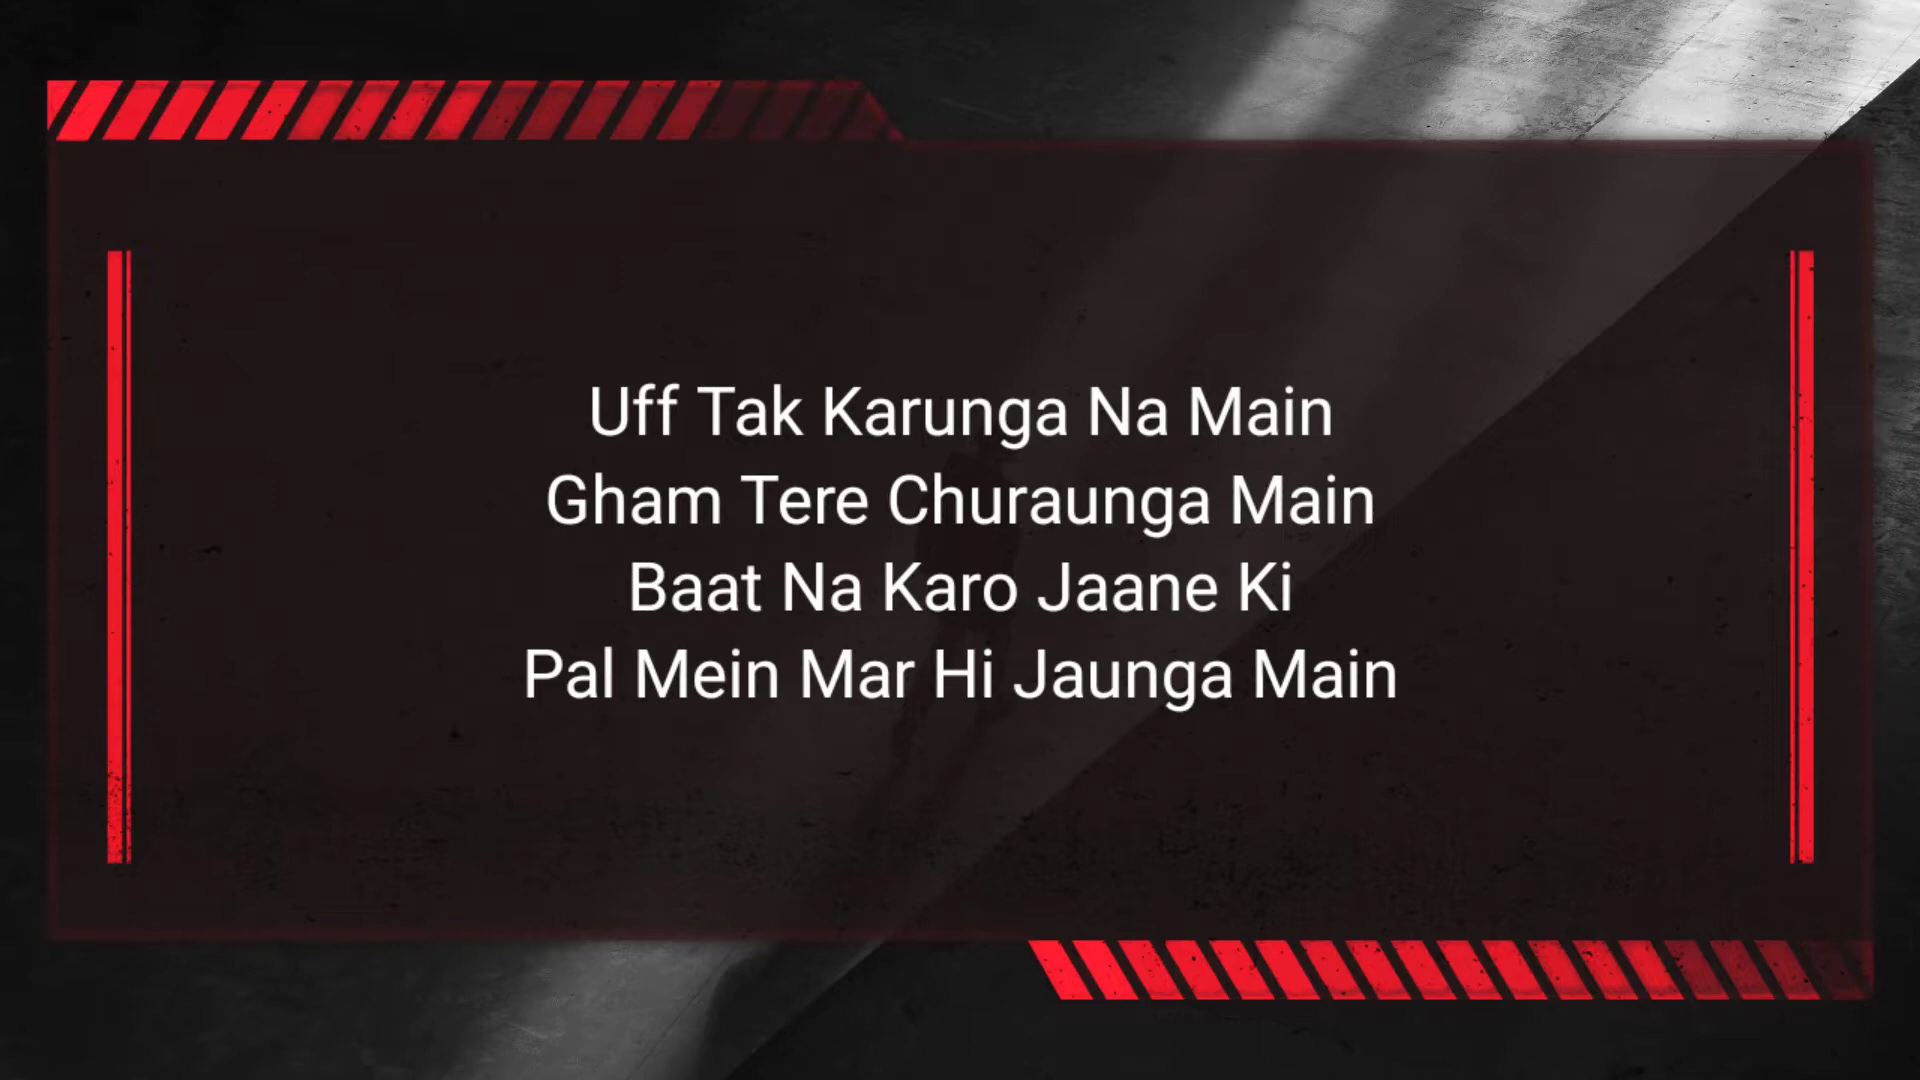 Uff Tak Karunga Na Main
Gham Tere Churaunga Main
Baat Na Karo Jaane Ki
Pal Mein Mar Hi Jaunga Main